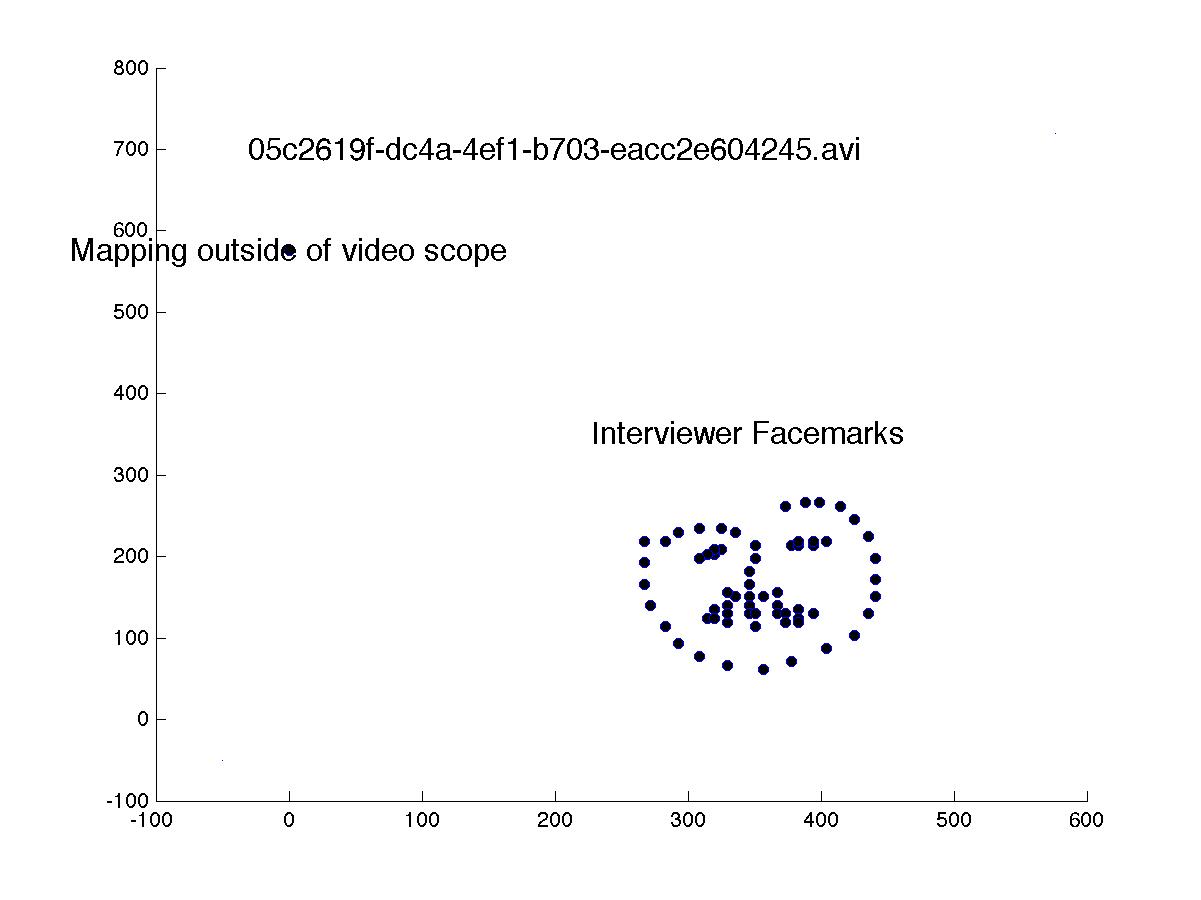 800
700
05c2619f-dc4a-4ef1-b703-eacc2e604245.avi
600
Mapping outside of video scope
500
400
Interviewer Facemarks
300
200
100
0
-100
-100 0 100 200 300 400 500 600